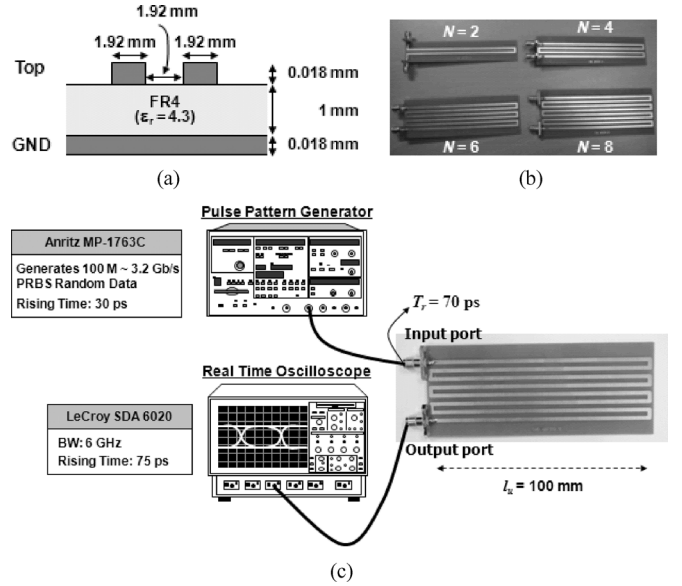 1.92 mm
1.92 mm
1.92 mm
Top
0.018 mm
FR4
(εr = 4.3)
1 mm
GND
0.018 mm
(a)
N = 2
N = 4
N = 6
N = 8
(b)
Pulse Pattern Generator
Anritz MP-1763C
Generates 100 M ~ 3.2 Gb/s
PRBS Random Data
Rising Time: 30 ps
Tr = 70 ps
Input port
Real Time Oscilloscope
LeCroy SDA 6020
BW: 6 GHz
Rising Time: 75 ps
Output port
lu = 100 mm
(c)